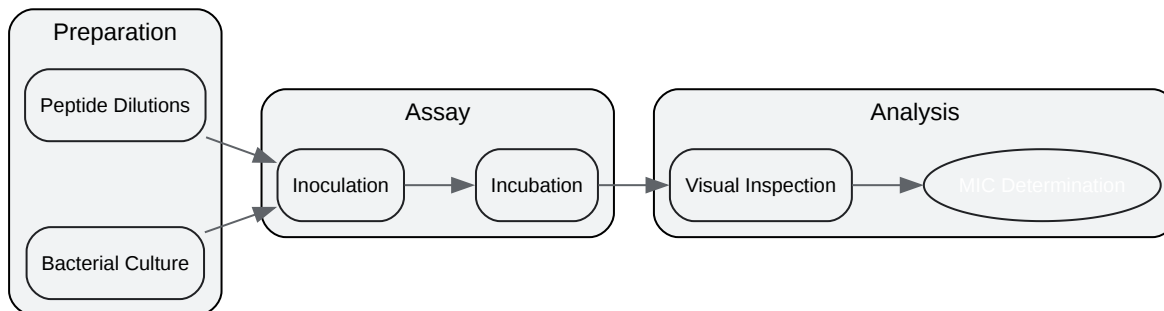 Preparation
Peptide Dilutions
Bacterial Culture
Assay
Inoculation
Incubation
Analysis
Visual Inspection
MIC Determination